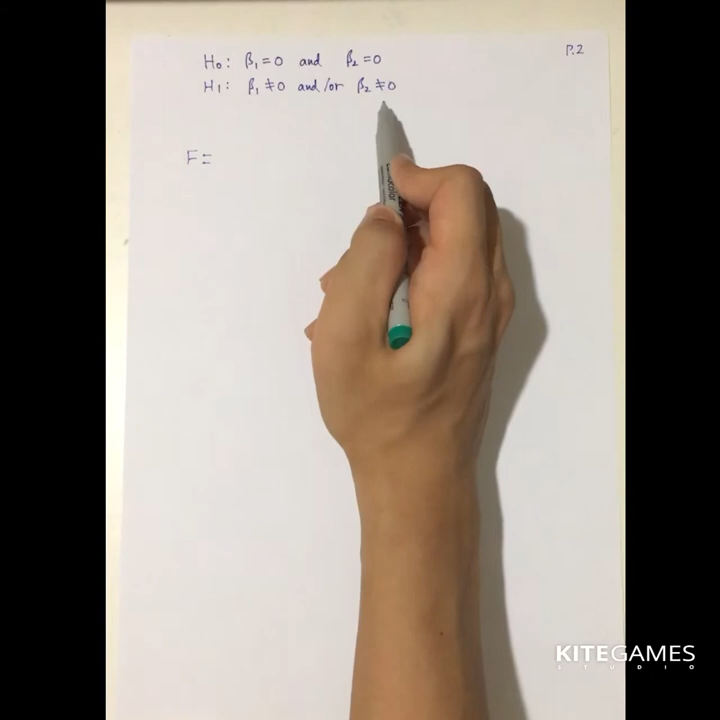 P.2
H₀: β₁=0 and β₂=0
H₁: β₁≠0 and/or β₂≠0
F=
KITEGAMES
STUDIO